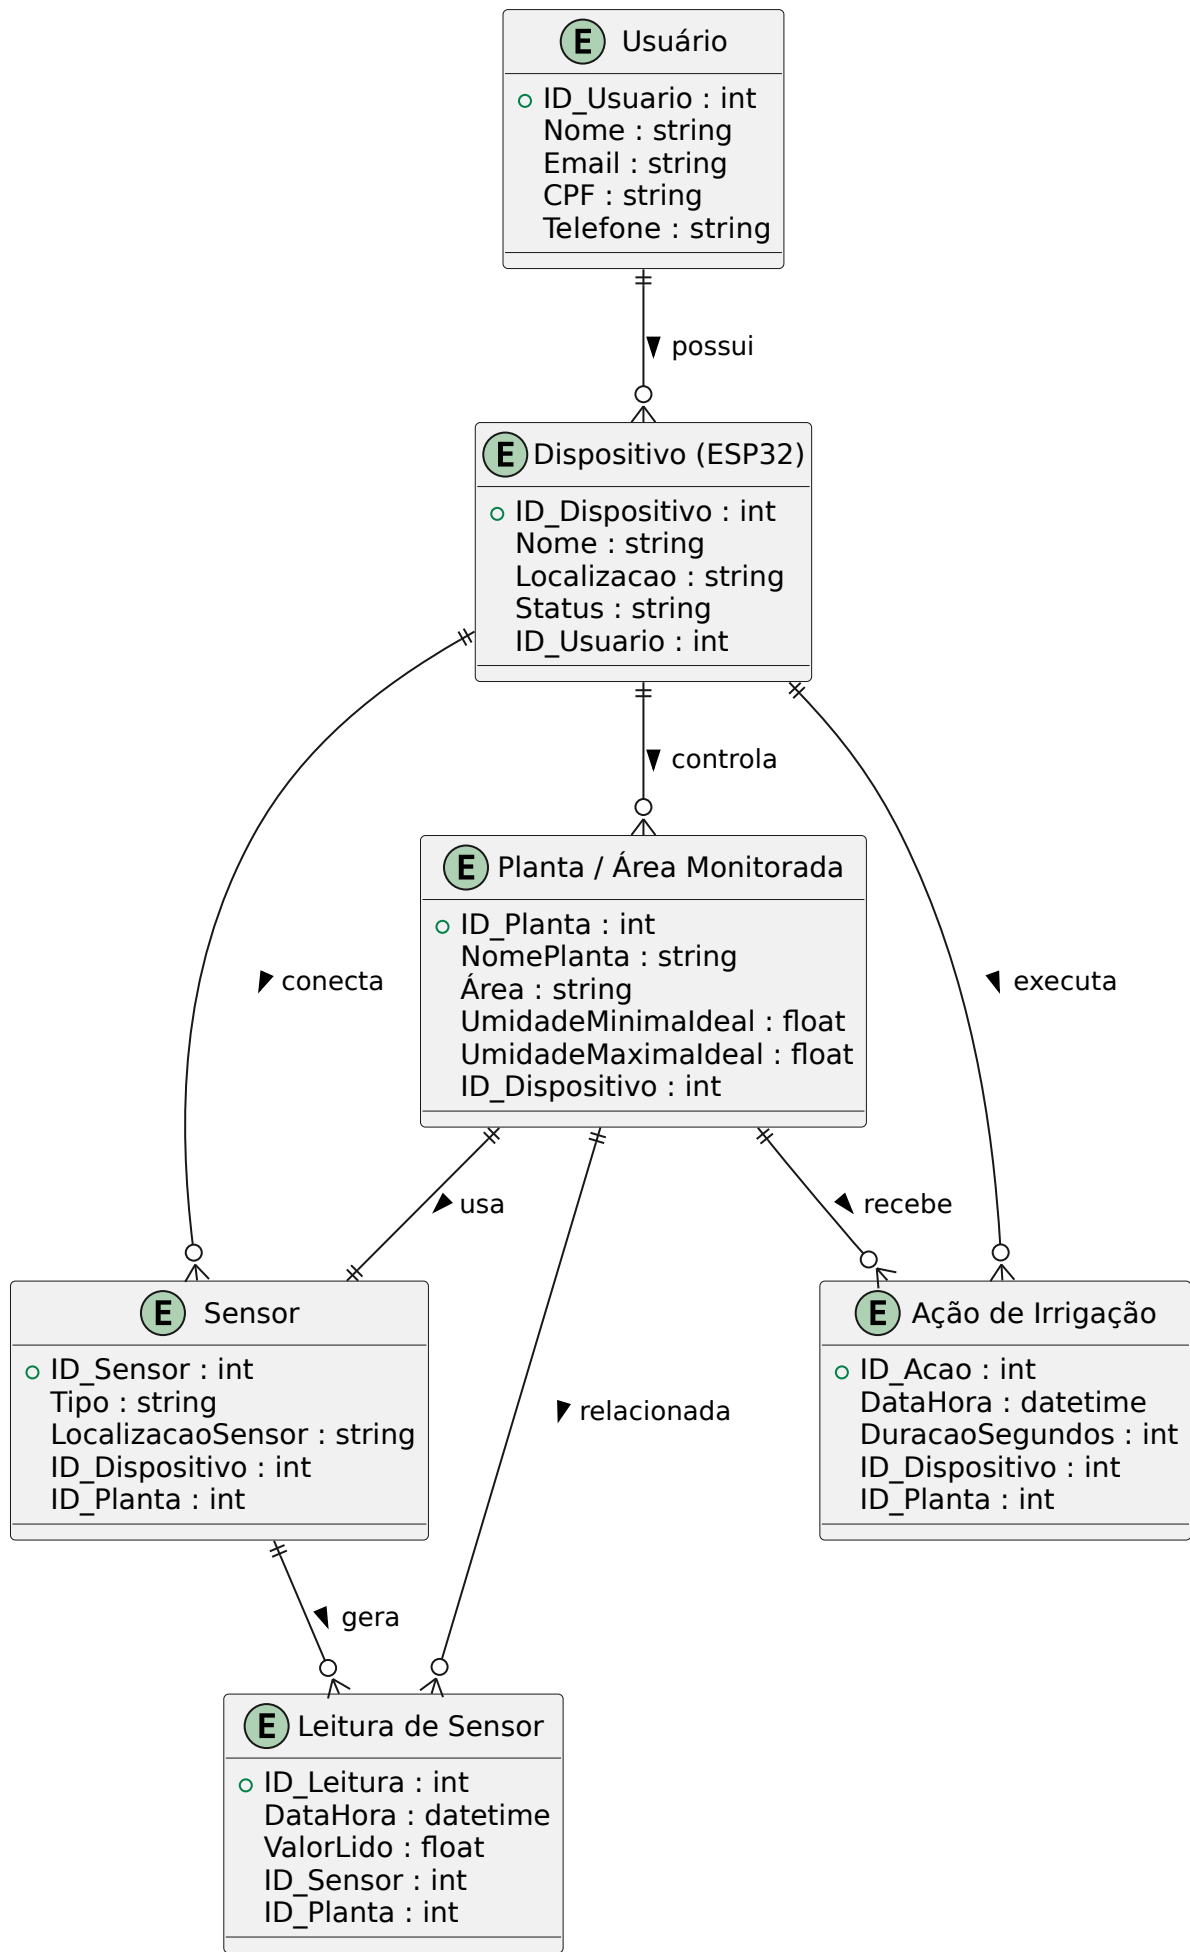 E Usuário
ID_Usuario : int
Nome : string
Email : string
CPF : string
Telefone : string
possui
E Dispositivo (ESP32)
ID_Dispositivo : int
Nome : string
Localizacao : string
Status : string
ID_Usuario : int
controla
E Planta / Área Monitorada
ID_Planta : int
NomePlanta : string
Área : string
UmidadeMinimaIdeal : float
UmidadeMaximaIdeal : float
ID_Dispositivo : int
conecta
executa
usa
recebe
E Sensor
ID_Sensor : int
Tipo : string
LocalizacaoSensor : string
ID_Dispositivo : int
ID_Planta : int
relacionada
E Ação de Irrigação
ID_Acao : int
DataHora : datetime
DuracaoSegundos : int
ID_Dispositivo : int
ID_Planta : int
gera
E Leitura de Sensor
ID_Leitura : int
DataHora : datetime
ValorLido : float
ID_Sensor : int
ID_Planta : int